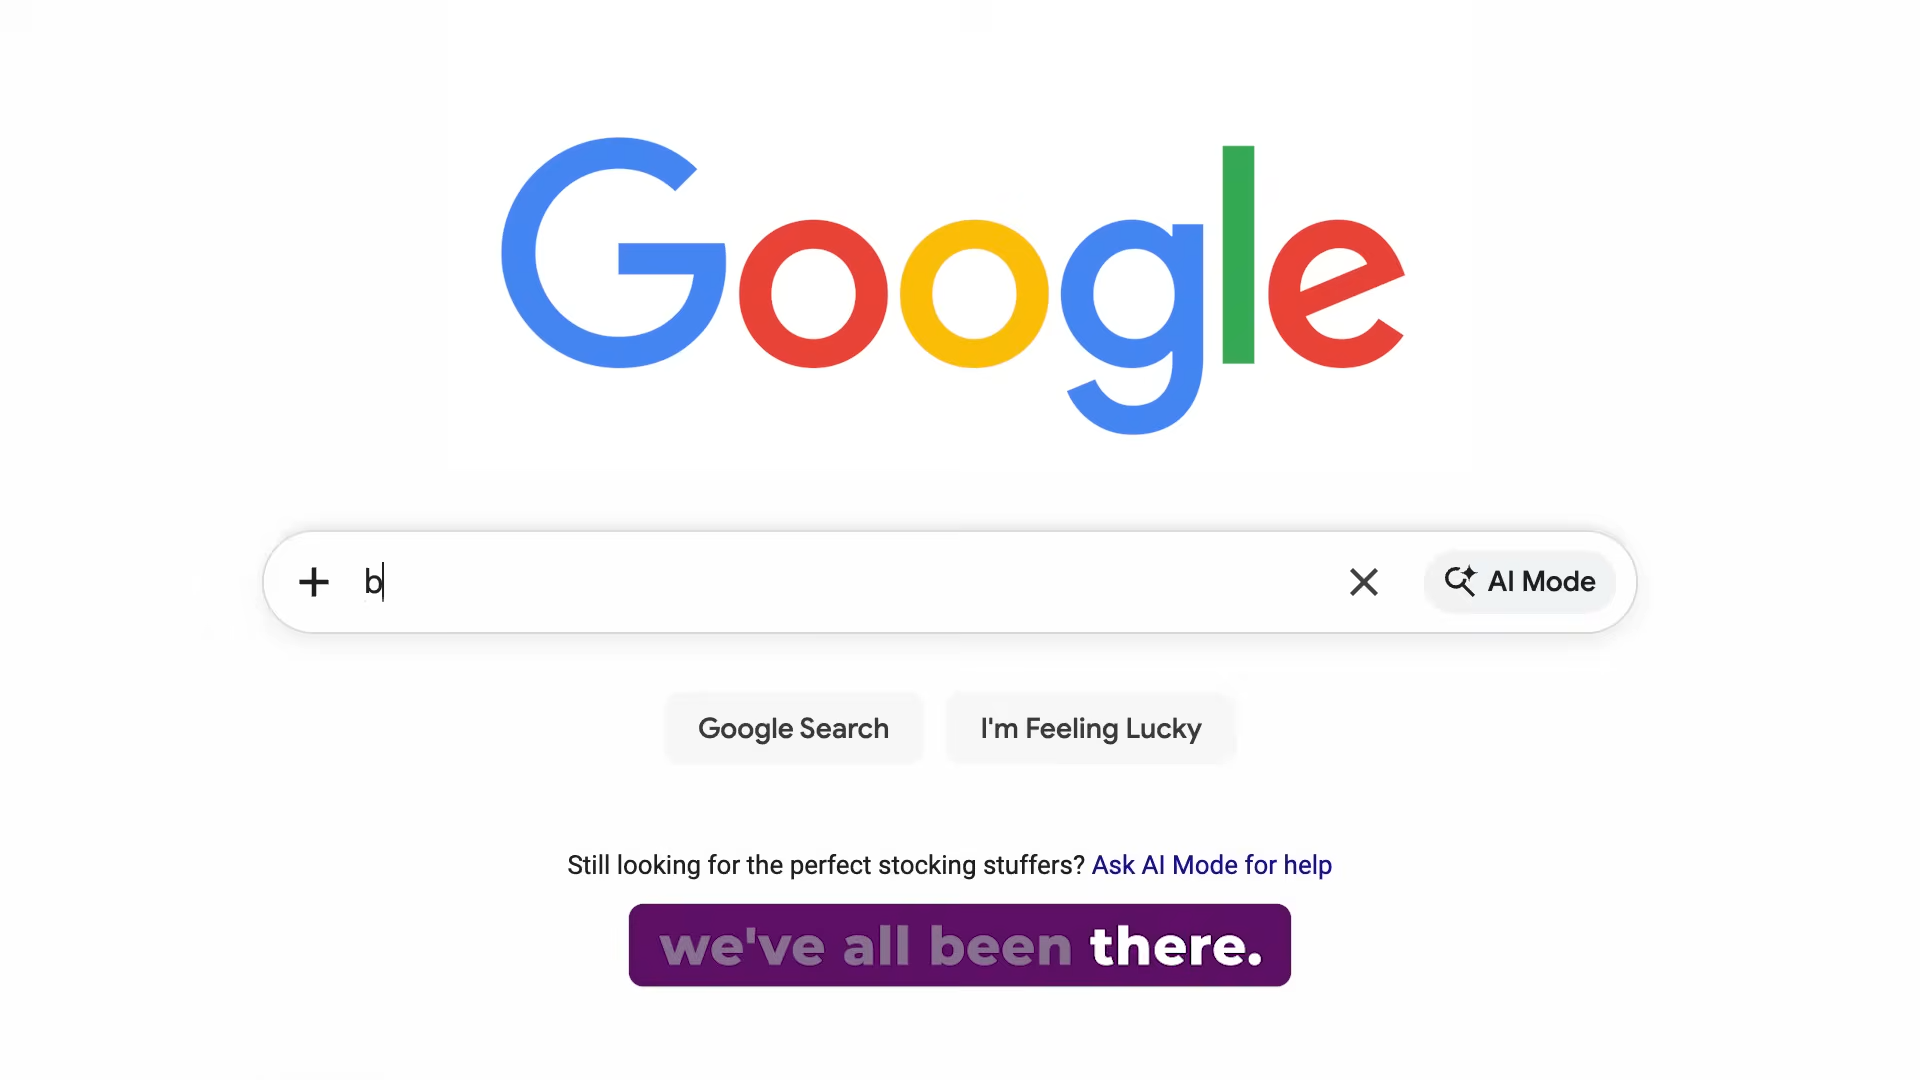 Google
b
AI Mode
Google Search
I'm Feeling Lucky
Still looking for the perfect stocking stuffers? Ask AI Mode for help
we've all been there.